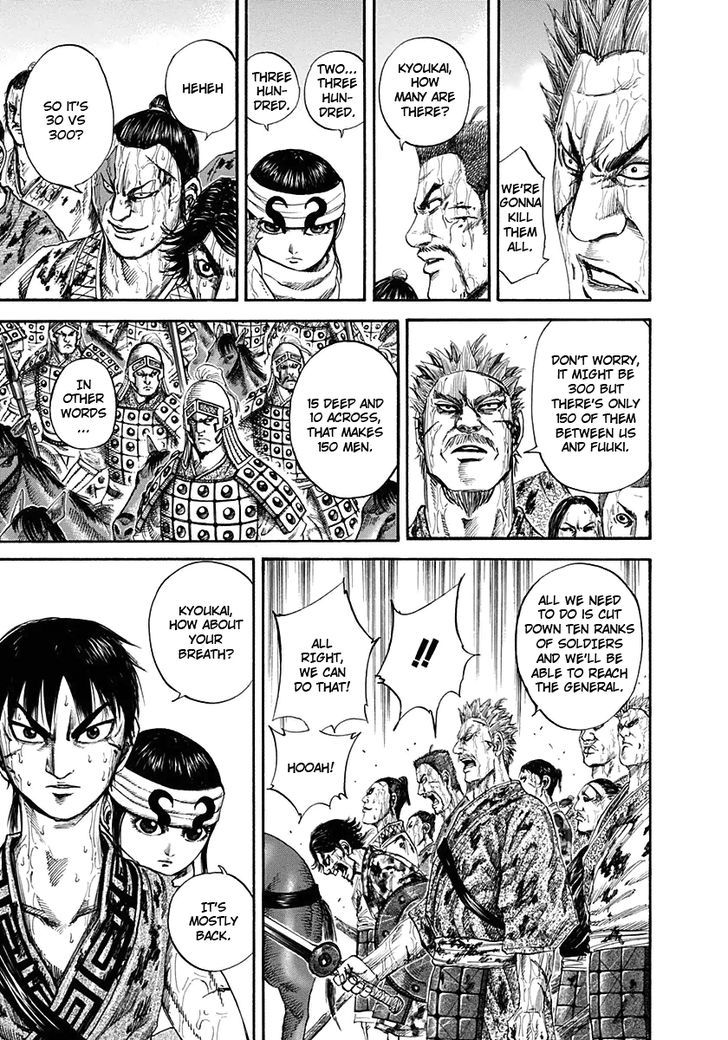 WE'RE
GONNA
KILL
THEM
ALL.
KYOUKAI,
HOW
MANY ARE
THERE?
TWO...
THREE
HUN-
DRED.
THREE
HUN-
DRED.
HEHEH
SO IT'S
30 VS
300?
DON'T WORRY,
IT MIGHT BE
300 BUT
THERE'S ONLY
150 OF THEM
BETWEEN US
AND FUUKI.
15 DEEP AND
10 ACROSS,
THAT MAKES
150 MEN.
IN
OTHER
WORDS
...
ALL WE NEED
TO DO IS CUT
DOWN TEN RANKS
OF SOLDIERS
AND WE'LL BE
ABLE TO REACH
THE GENERAL.
!!
ALL
RIGHT,
WE CAN
DO THAT!
HOOAH!
KYOUKAI,
HOW ABOUT
YOUR
BREATH?
IT'S
MOSTLY
BACK.